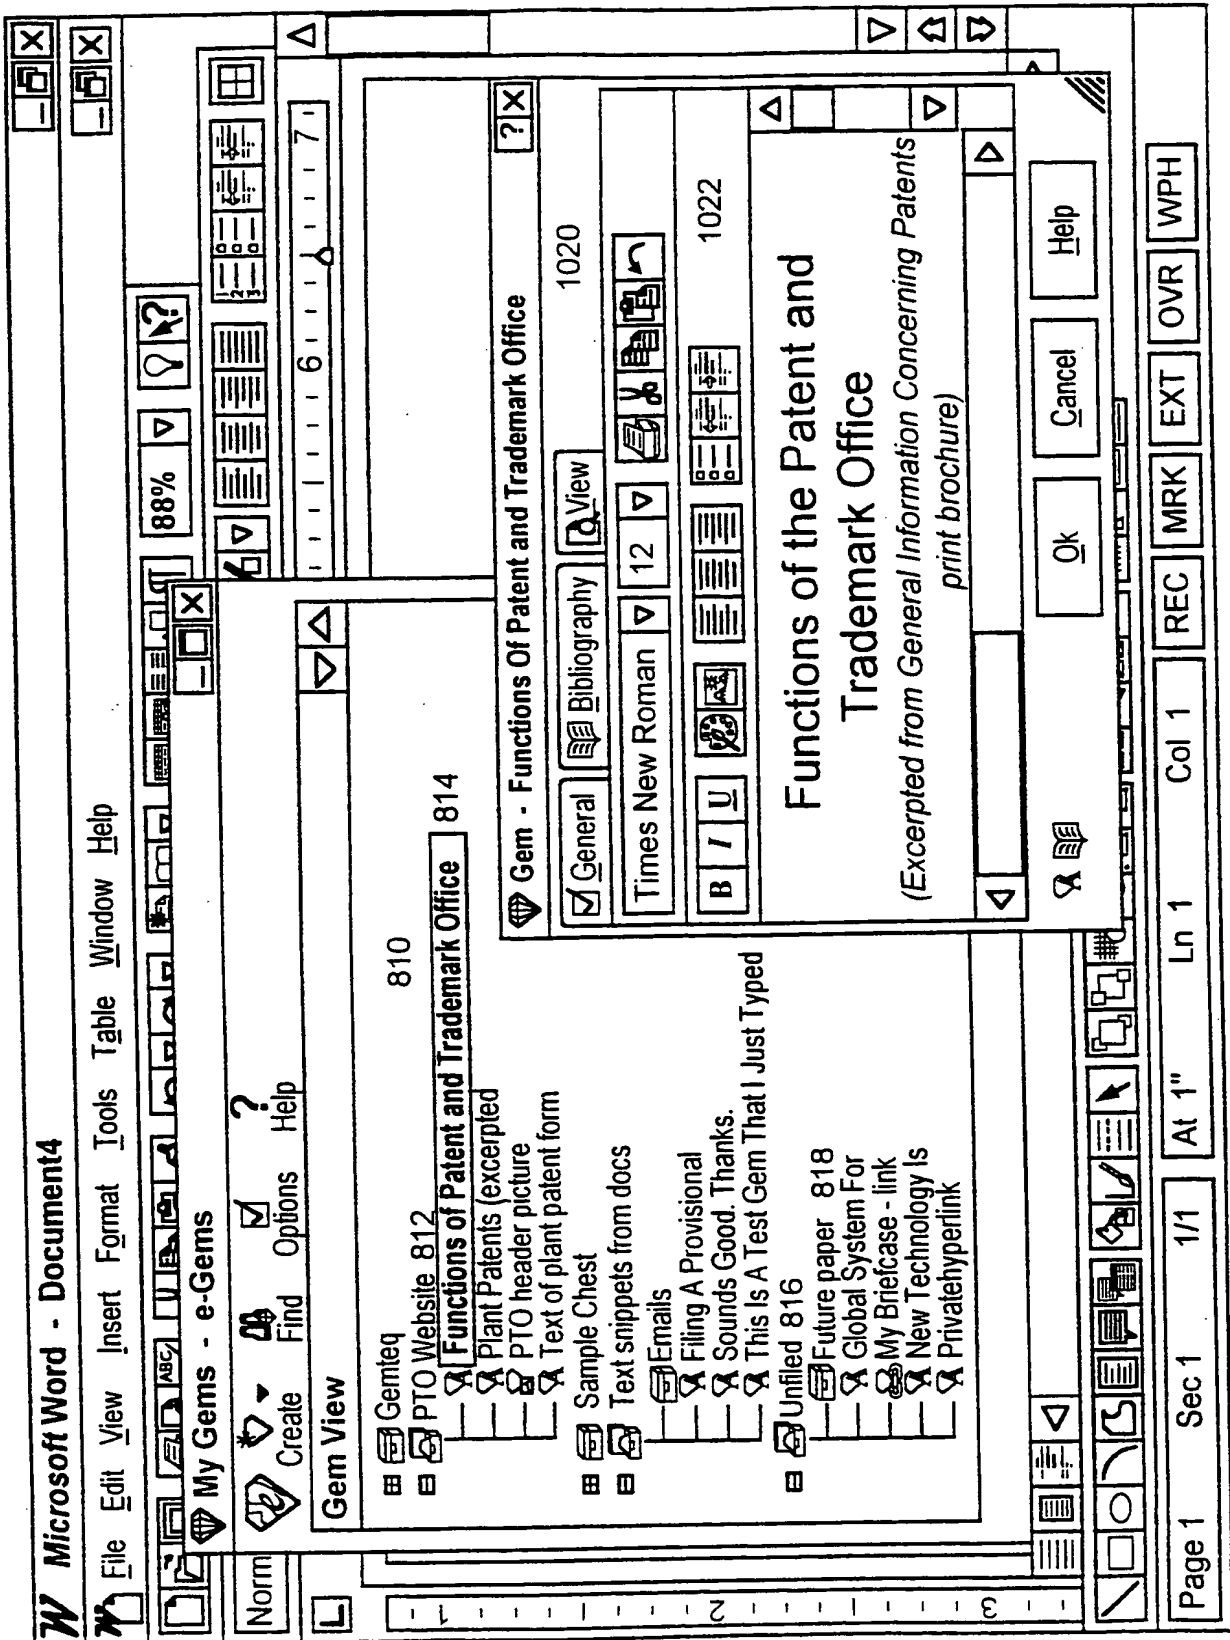 W Microsoft Word - Document4
File Edit View Insert Format Tools Table Window Help
ABC
88%
Norm
My Gems - e-Gems
Create Find Options Help
Gem View
810
Gemteq
PTO Website 812
Functions of Patent and Trademark Office 814
Plant Patents (excerpted
PTO header picture
Text of plant patent form
Sample Chest
Text snippets from docs
Emails
Filing A Provisional
Sounds Good. Thanks.
This Is A Test Gem That I Just Typed
Unfiled 816
Future paper 818
Global System For
My Briefcase - link
New Technology Is
Privatehyperlink
6 7
1 2 3
Gem - Functions Of Patent and Trademark Office
General Bibliography View 1020
Times New Roman 12
B I U 1022
Functions of the Patent and
Trademark Office
(Excerpted from General Information Concerning Patents
print brochure)
Ok Cancel Help
Page 1 Sec 1 1/1 At 1" Ln 1 Col 1 REC MRK EXT OVR WPH